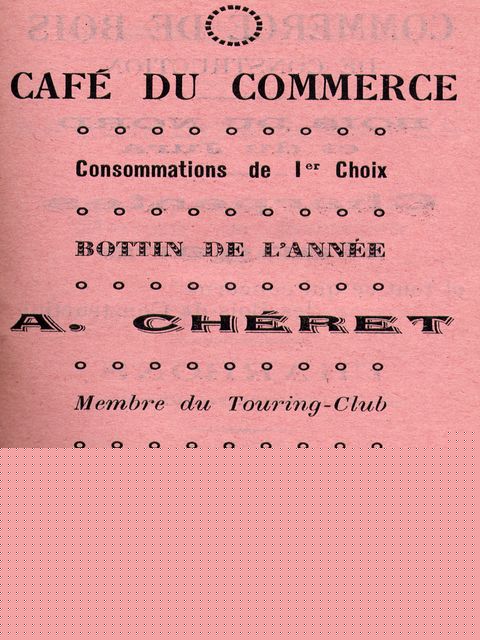 CAFÉ DU COMMERCE
Consommations de 1er Choix
BOTTIN DE L'ANNÉE
A. CHÉRET
Membre du Touring-Club